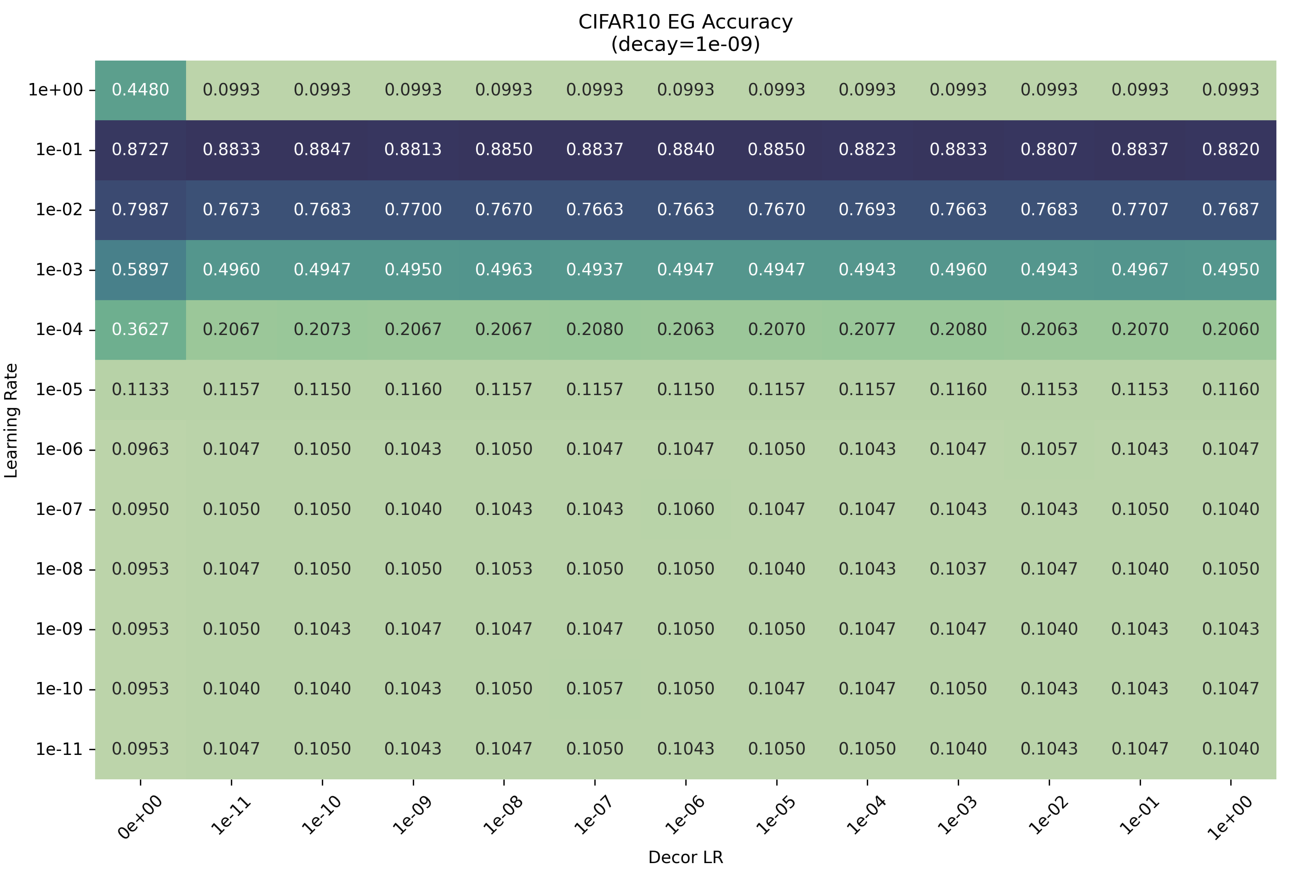 CIFAR10 EG Accuracy
(decay=1e-09)
1e+00 0.4480 0.0993 0.0993 0.0993 0.0993 0.0993 0.0993 0.0993 0.0993 0.0993 0.0993 0.0993 0.0993
1e-01 0.8727 0.8833 0.8847 0.8813 0.8850 0.8837 0.8840 0.8850 0.8823 0.8833 0.8807 0.8837 0.8820
1e-02 0.7987 0.7673 0.7683 0.7700 0.7670 0.7663 0.7663 0.7670 0.7693 0.7663 0.7683 0.7707 0.7687
1e-03 0.5897 0.4960 0.4947 0.4950 0.4963 0.4937 0.4947 0.4947 0.4943 0.4960 0.4943 0.4967 0.4950
1e-04 0.3627 0.2067 0.2073 0.2067 0.2067 0.2080 0.2063 0.2070 0.2077 0.2080 0.2063 0.2070 0.2060
1e-05 0.1133 0.1157 0.1150 0.1160 0.1157 0.1157 0.1150 0.1157 0.1157 0.1160 0.1153 0.1153 0.1160
1e-06 0.0963 0.1047 0.1050 0.1043 0.1050 0.1047 0.1047 0.1050 0.1043 0.1047 0.1057 0.1043 0.1047
1e-07 0.0950 0.1050 0.1050 0.1040 0.1043 0.1043 0.1060 0.1047 0.1047 0.1043 0.1043 0.1050 0.1040
1e-08 0.0953 0.1047 0.1050 0.1050 0.1053 0.1050 0.1050 0.1040 0.1043 0.1037 0.1047 0.1040 0.1050
1e-09 0.0953 0.1050 0.1043 0.1047 0.1047 0.1047 0.1050 0.1050 0.1047 0.1047 0.1040 0.1043 0.1043
1e-10 0.0953 0.1040 0.1040 0.1043 0.1050 0.1057 0.1050 0.1047 0.1047 0.1050 0.1043 0.1043 0.1047
1e-11 0.0953 0.1047 0.1050 0.1043 0.1047 0.1050 0.1043 0.1050 0.1050 0.1040 0.1043 0.1047 0.1040
Learning Rate
0e+00 1e-11 1e-10 1e-09 1e-08 1e-07 1e-06 1e-05 1e-04 1e-03 1e-02 1e-01 1e+00
Decor LR